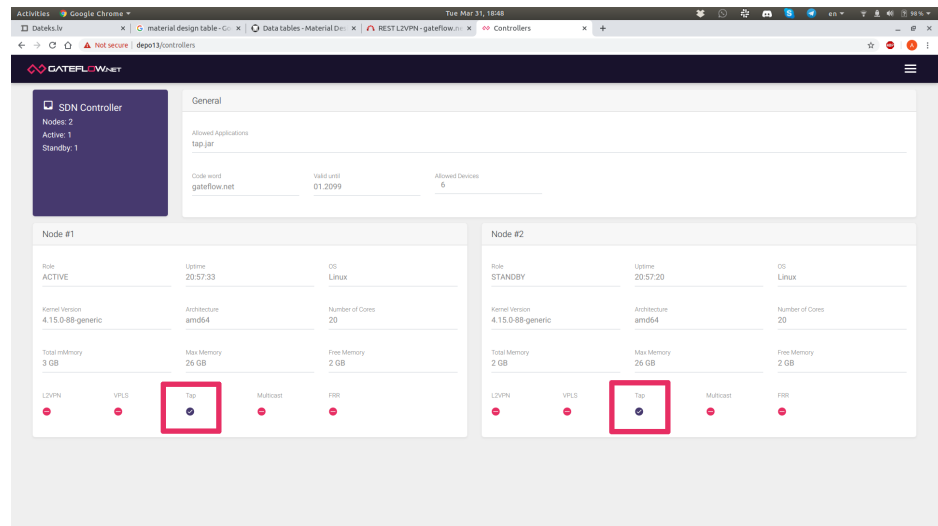 Activities Google Chrome ▾ Tue Mar 31, 18:48 en ▾ 98 % ▾
Dateks.lv × G material design table - Go × Data tables - Material Des × REST L2VPN - gateflow.n × Controllers × +
Not secure | depo13/controllers
GATEFLOW.NET
SDN Controller
Nodes: 2
Active: 1
Standby: 1
General
Allowed Applications
tap.jar
Code word Valid until Allowed Devices
gateflow.net 01.2099 6
Node #1
Role Uptime OS
ACTIVE 20:57:33 Linux
Kernel Version Architecture Number of Cores
4.15.0-88-generic amd64 20
Total mMmory Max Memory Free Memory
3 GB 26 GB 2 GB
L2VPN VPLS Tap Multicast FRR
Node #2
Role Uptime OS
STANDBY 20:57:20 Linux
Kernel Version Architecture Number of Cores
4.15.0-88-generic amd64 20
Total Memory Max Memory Free Memory
2 GB 26 GB 2 GB
L2VPN VPLS Tap Multicast FRR